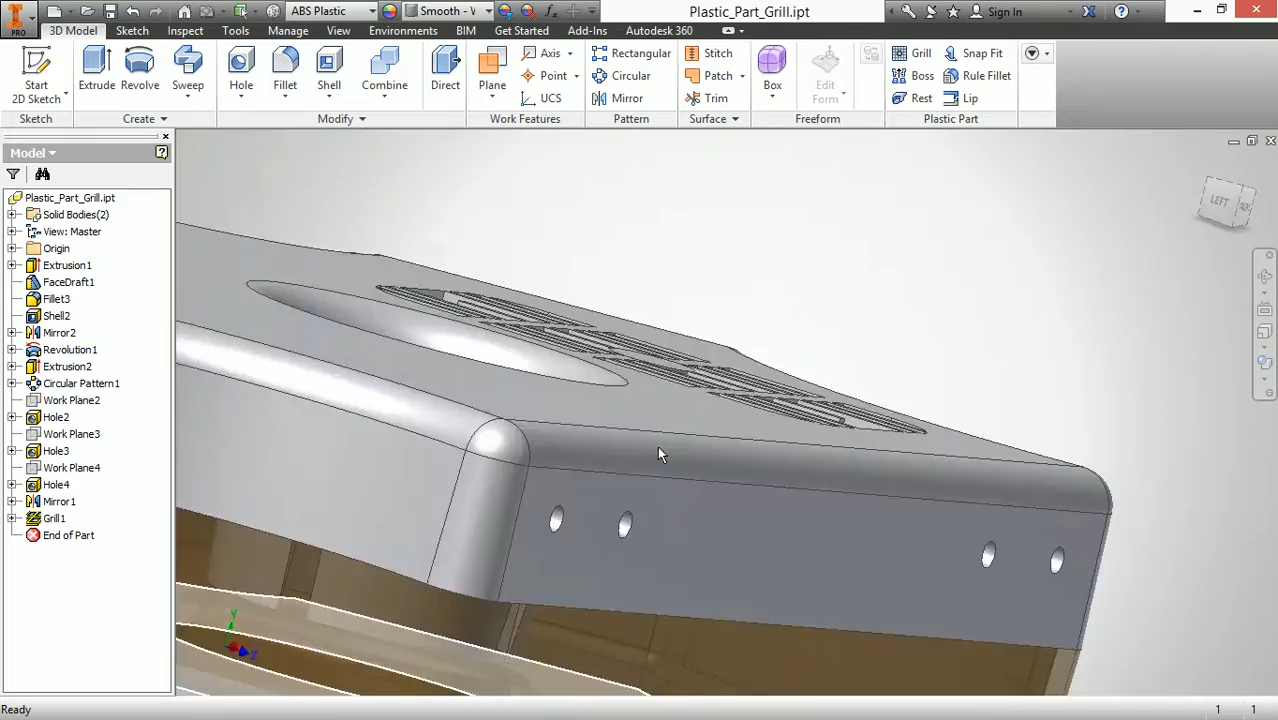 PRO
ABS Plastic
Smooth - V
Plastic_Part_Grill.ipt
Sign In
3D Model
Sketch
Inspect
Tools
Manage
View
Environments
BIM
Get Started
Add-Ins
Autodesk 360
Start
2D Sketch
Extrude
Revolve
Sweep
Hole
Fillet
Shell
Combine
Direct
Plane
Axis
Point
UCS
Rectangular
Circular
Mirror
Stitch
Patch
Trim
Box
Edit
Form
Grill
Boss
Rest
Snap Fit
Rule Fillet
Lip
Sketch
Create
Modify
Work Features
Pattern
Surface
Freeform
Plastic Part
Model
Plastic_Part_Grill.ipt
Solid Bodies(2)
View: Master
Origin
Extrusion1
FaceDraft1
Fillet3
Shell2
Mirror2
Revolution1
Extrusion2
Circular Pattern1
Work Plane2
Hole2
Work Plane3
Hole3
Work Plane4
Hole4
Mirror1
Grill1
End of Part
LEFT
Y
Z
Ready
1
1